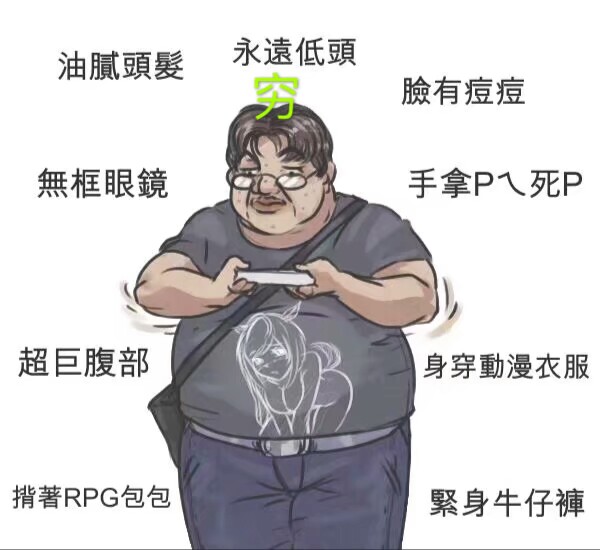 永遠低頭
油膩頭髮
穷
臉有痘痘
無框眼鏡
手拿Pㄟ死P
超巨腹部
身穿動漫衣服
揹著RPG包包
緊身牛仔褲